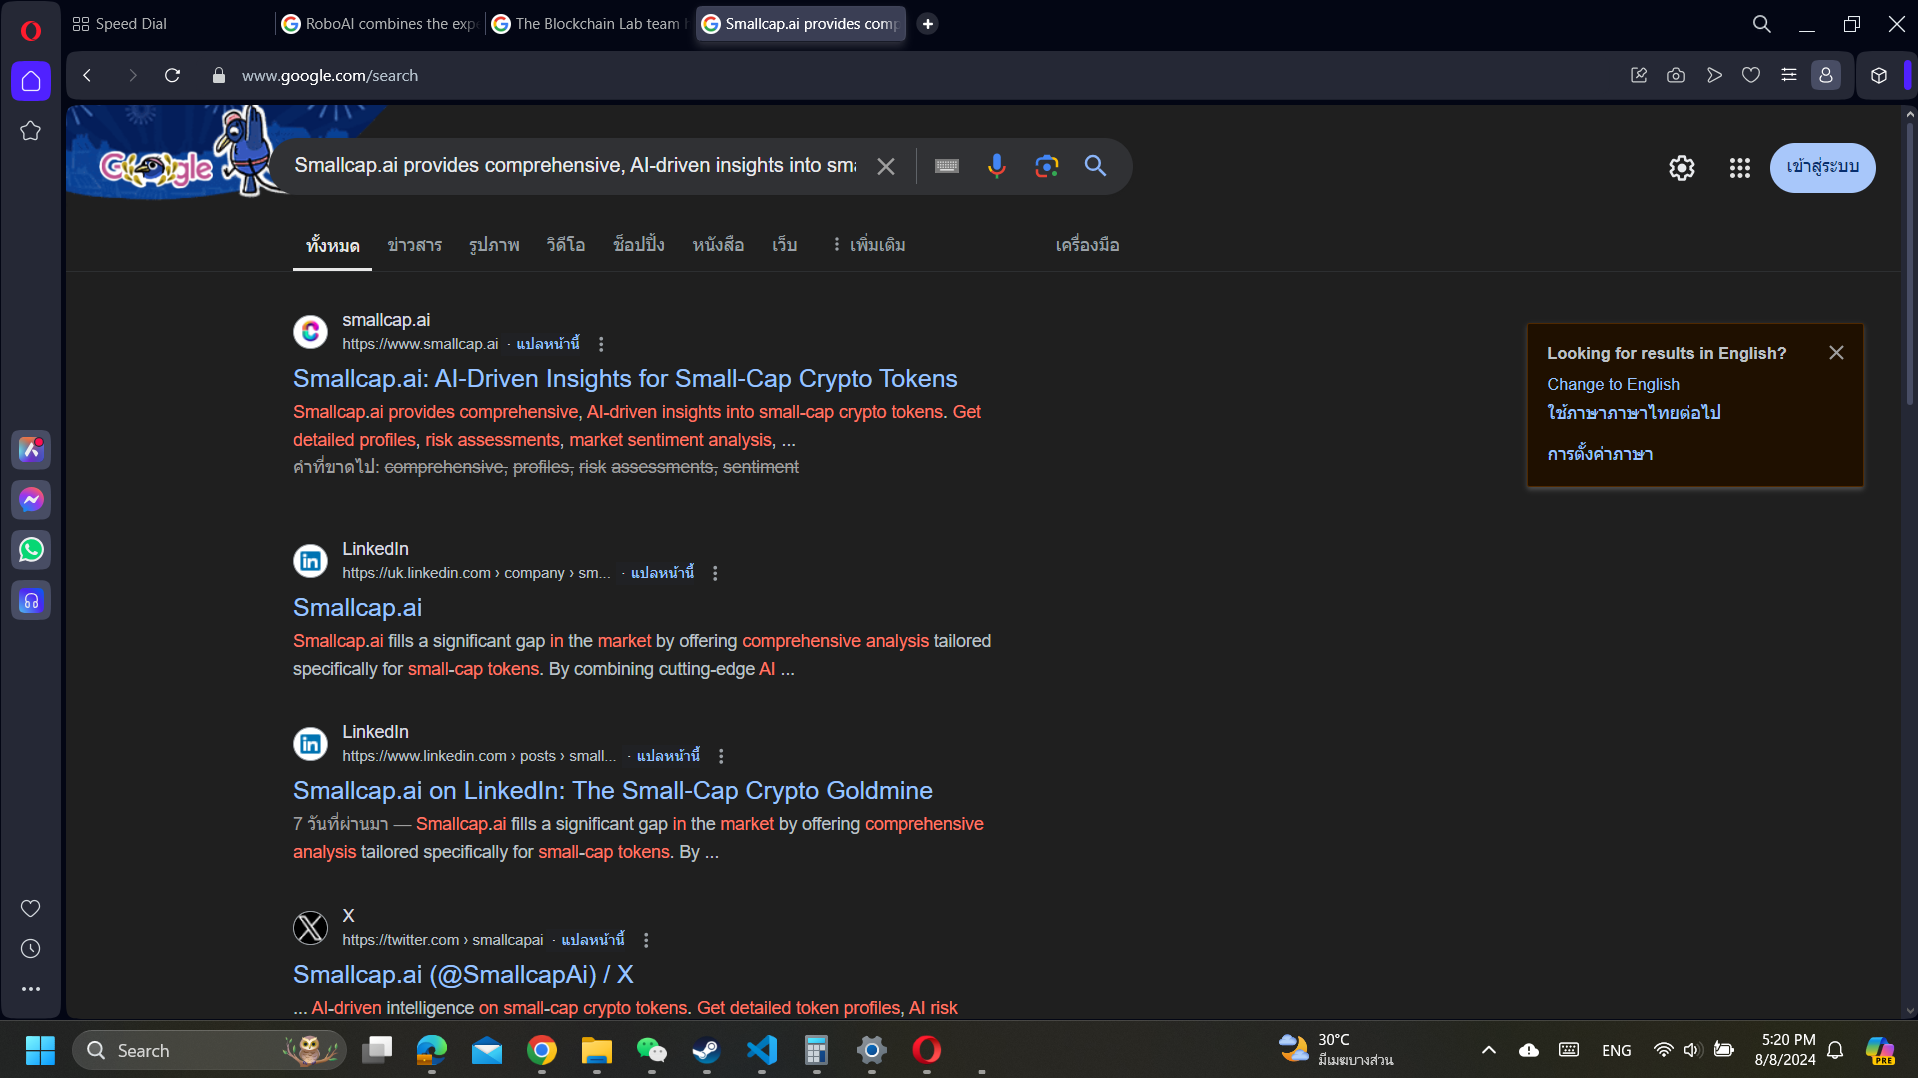 Speed Dial
RoboAI combines the exp
The Blockchain Lab team
Smallcap.ai provides comp
www.google.com/search
Google
Smallcap.ai provides comprehensive, AI-driven insights into sma
เข้าสู่ระบบ
ทั้งหมด ข่าวสาร รูปภาพ วิดีโอ ช็อปปิ้ง หนังสือ เว็บ เพิ่มเติม เครื่องมือ
smallcap.ai
https://www.smallcap.ai · แปลหน้านี้
Smallcap.ai: AI-Driven Insights for Small-Cap Crypto Tokens
Smallcap.ai provides comprehensive, AI-driven insights into small-cap crypto tokens. Get
detailed profiles, risk assessments, market sentiment analysis, ...
คำที่ขาดไป: comprehensive, profiles, risk assessments, sentiment
Looking for results in English?
Change to English
ใช้ภาษาภาษาไทยต่อไป
การตั้งค่าภาษา
LinkedIn
https://uk.linkedin.com › company › sm... · แปลหน้านี้
Smallcap.ai
Smallcap.ai fills a significant gap in the market by offering comprehensive analysis tailored
specifically for small-cap tokens. By combining cutting-edge AI ...
LinkedIn
https://www.linkedin.com › posts › small... · แปลหน้านี้
Smallcap.ai on LinkedIn: The Small-Cap Crypto Goldmine
7 วันที่ผ่านมา — Smallcap.ai fills a significant gap in the market by offering comprehensive
analysis tailored specifically for small-cap tokens. By ...
X
https://twitter.com › smallcapai · แปลหน้านี้
Smallcap.ai (@SmallcapAi) / X
... AI-driven intelligence on small-cap crypto tokens. Get detailed token profiles, AI risk
Search
30°C
มีเมฆบางส่วน
ENG
5:20 PM
8/8/2024
PRE